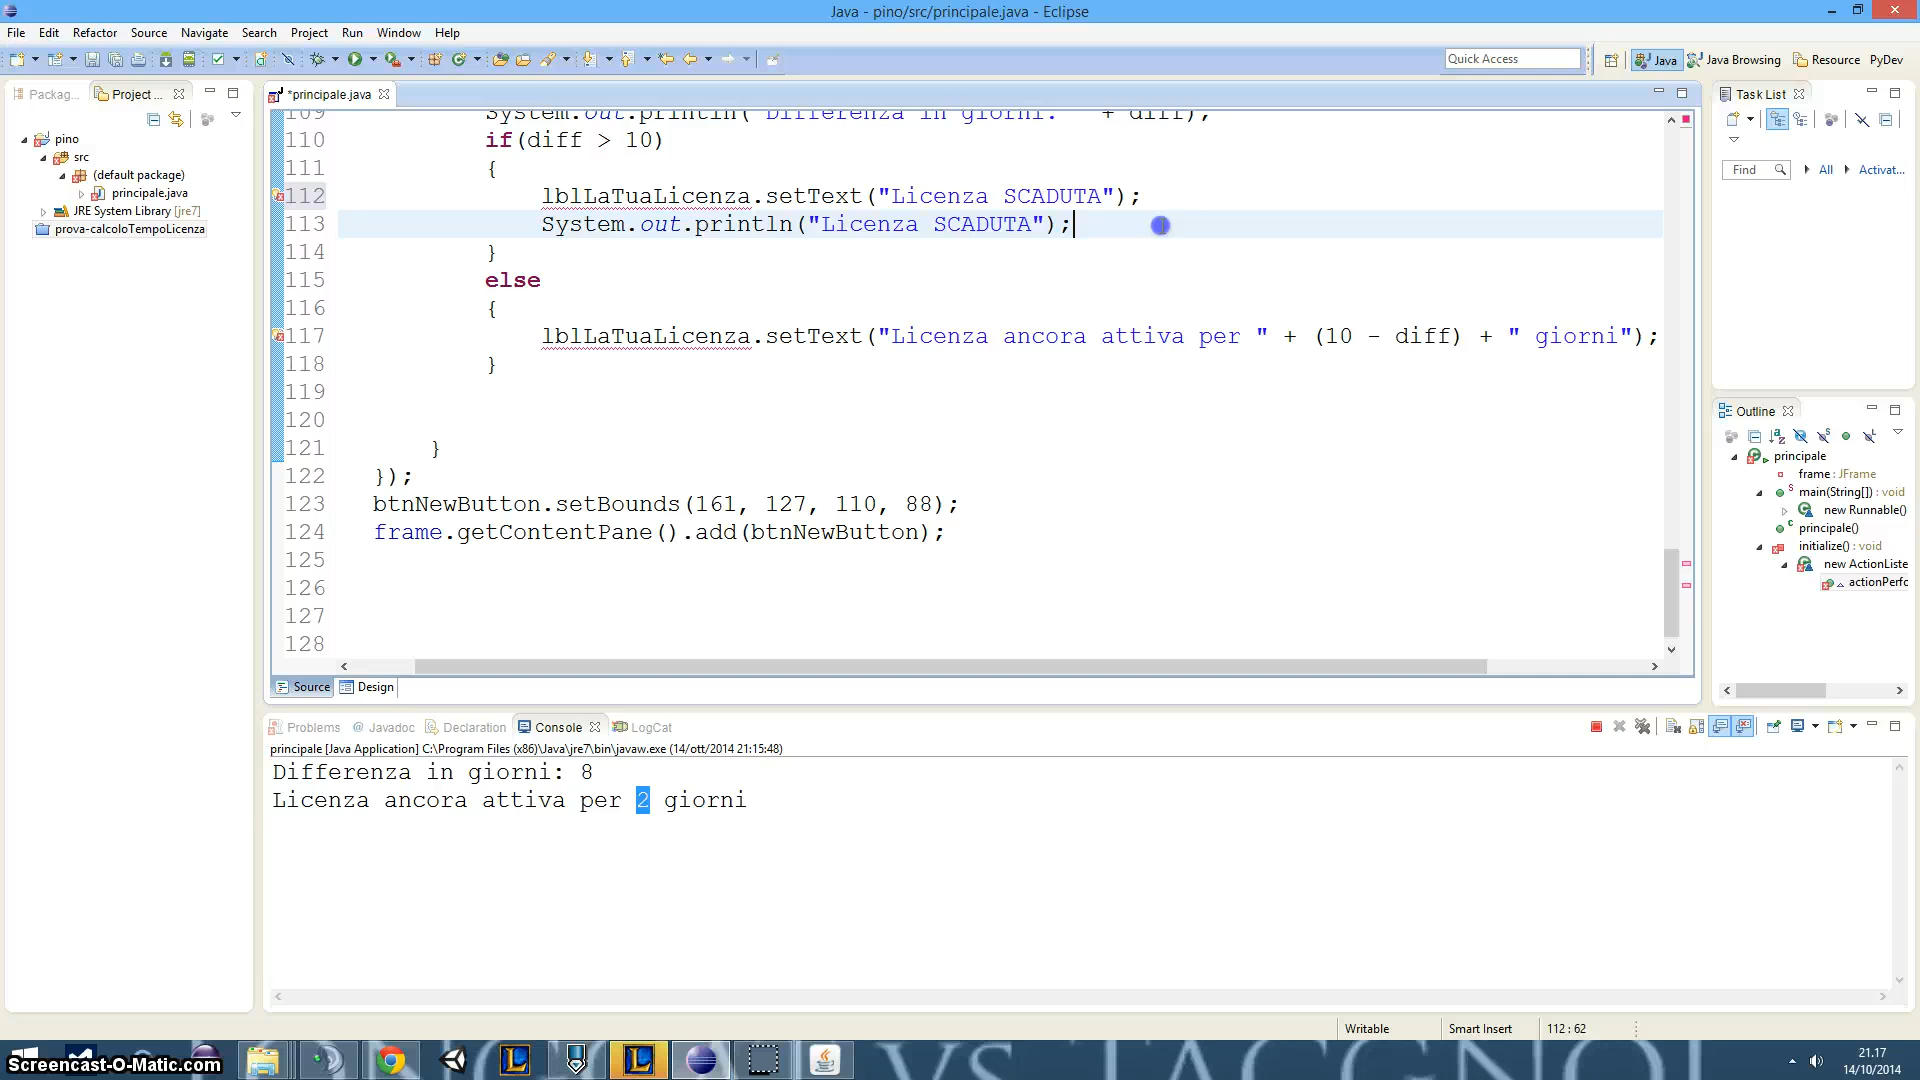 Java - pino/src/principale.java - Eclipse
File Edit Refactor Source Navigate Search Project Run Window Help
Quick Access
Java
Java Browsing
Resource
PyDev
Packag...
Project ...
*principale.java
Task List
pino
src
(default package)
principale.java
JRE System Library [jre7]
prova-calcoloTempoLicenza
109 System.out.println("Differenza in giorni: " + diff);
110 if(diff > 10)
111 {
112 lblLaTuaLicenza.setText("Licenza SCADUTA");
113 System.out.println("Licenza SCADUTA");
114 }
115 else
116 {
117 lblLaTuaLicenza.setText("Licenza ancora attiva per " + (10 - diff) + " giorni");
118 }
119
120
121 }
122 });
123 btnNewButton.setBounds(161, 127, 110, 88);
124 frame.getContentPane().add(btnNewButton);
125
126
127
128
Source Design
Find
All
Activat...
Outline
principale
frame : JFrame
main(String[]) : void
new Runnable()
principale()
initialize() : void
new ActionListe
actionPerfo
Problems
@ Javadoc
Declaration
Console
LogCat
principale [Java Application] C:\Program Files (x86)\Java\jre7\bin\javaw.exe (14/ott/2014 21:15:48)
Differenza in giorni: 8
Licenza ancora attiva per 2 giorni
Writable
Smart Insert
112 : 62
Screencast-O-Matic.com
21.17
14/10/2014